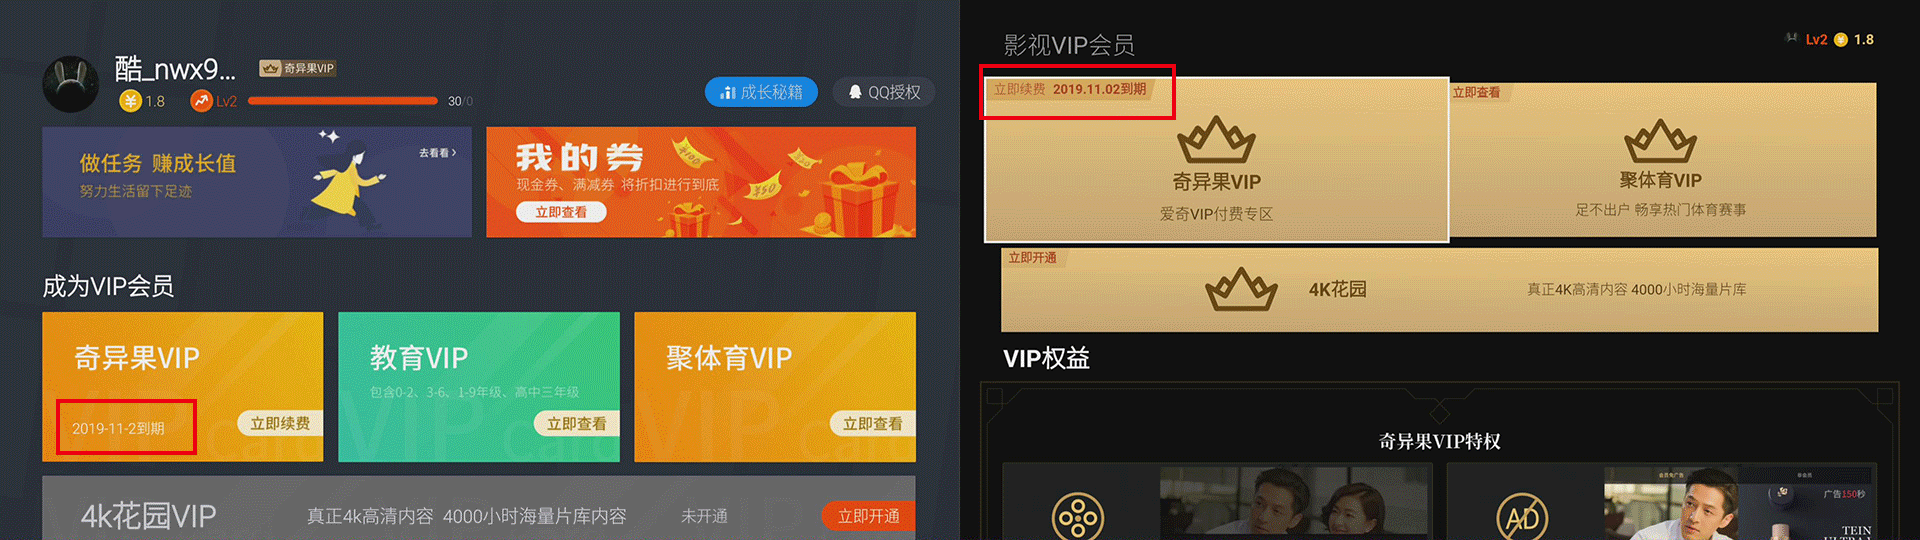 酷_nwx9...
奇异果VIP
1.8
Lv2
30/0
成长秘籍
QQ授权
做任务 赚成长值
努力生活留下足迹
去看看›
我的券
现金券、满减券 将折扣进行到底
立即查看
¥100
¥50
成为VIP会员
奇异果VIP
2019-11-2到期
立即续费
教育VIP
包含0-2、3-6、1-9年级、高中三年级
立即查看
聚体育VIP
立即查看
4k花园VIP
真正4k高清内容 4000小时海量片库内容
未开通
立即开通
影视VIP会员
Lv2
1.8
立即续费 2019.11.02到期
奇异果VIP
爱奇VIP付费专区
立即查看
聚体育VIP
足不出户 畅享热门体育赛事
立即开通
4K花园
真正4K高清内容 4000小时海量片库
VIP权益
奇异果VIP特权
AD
广告150秒
TEIN